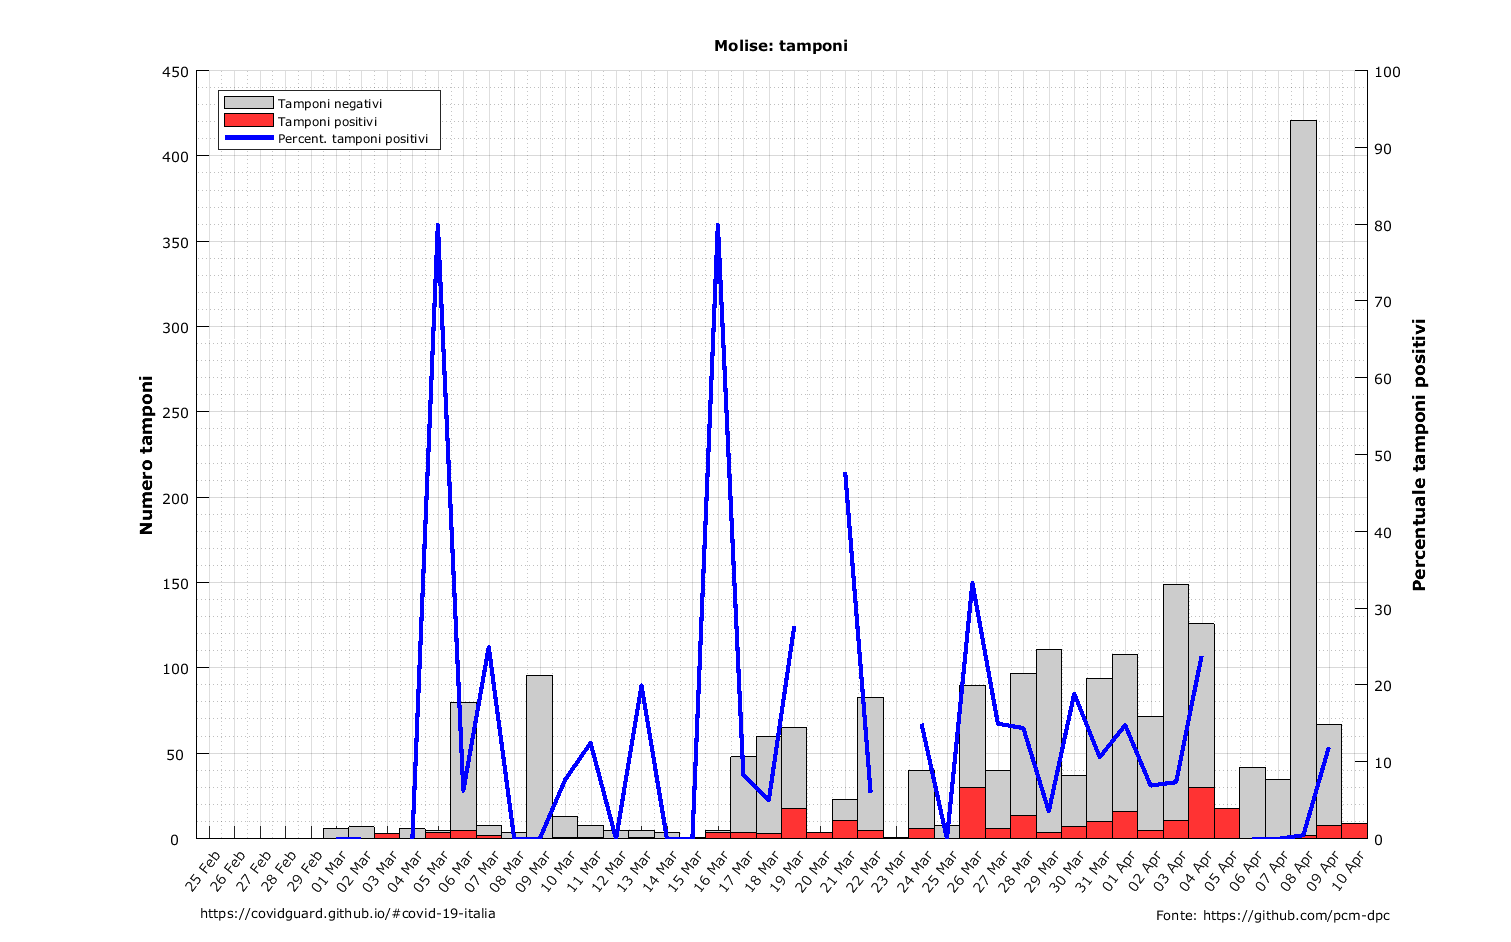 Molise: tamponi
Tamponi negativi
Tamponi positivi
Percent. tamponi positivi
Numero tamponi
450
400
350
300
250
200
150
100
50
0
Percentuale tamponi positivi
100
90
80
70
60
50
40
30
20
10
0
25 Feb
26 Feb
27 Feb
28 Feb
29 Feb
01 Mar
02 Mar
03 Mar
04 Mar
05 Mar
06 Mar
07 Mar
08 Mar
09 Mar
10 Mar
11 Mar
12 Mar
13 Mar
14 Mar
15 Mar
16 Mar
17 Mar
18 Mar
19 Mar
20 Mar
21 Mar
22 Mar
23 Mar
24 Mar
25 Mar
26 Mar
27 Mar
28 Mar
29 Mar
30 Mar
31 Mar
01 Apr
02 Apr
03 Apr
04 Apr
05 Apr
06 Apr
07 Apr
08 Apr
09 Apr
10 Apr
https://covidguard.github.io/#covid-19-italia
Fonte: https://github.com/pcm-dpc